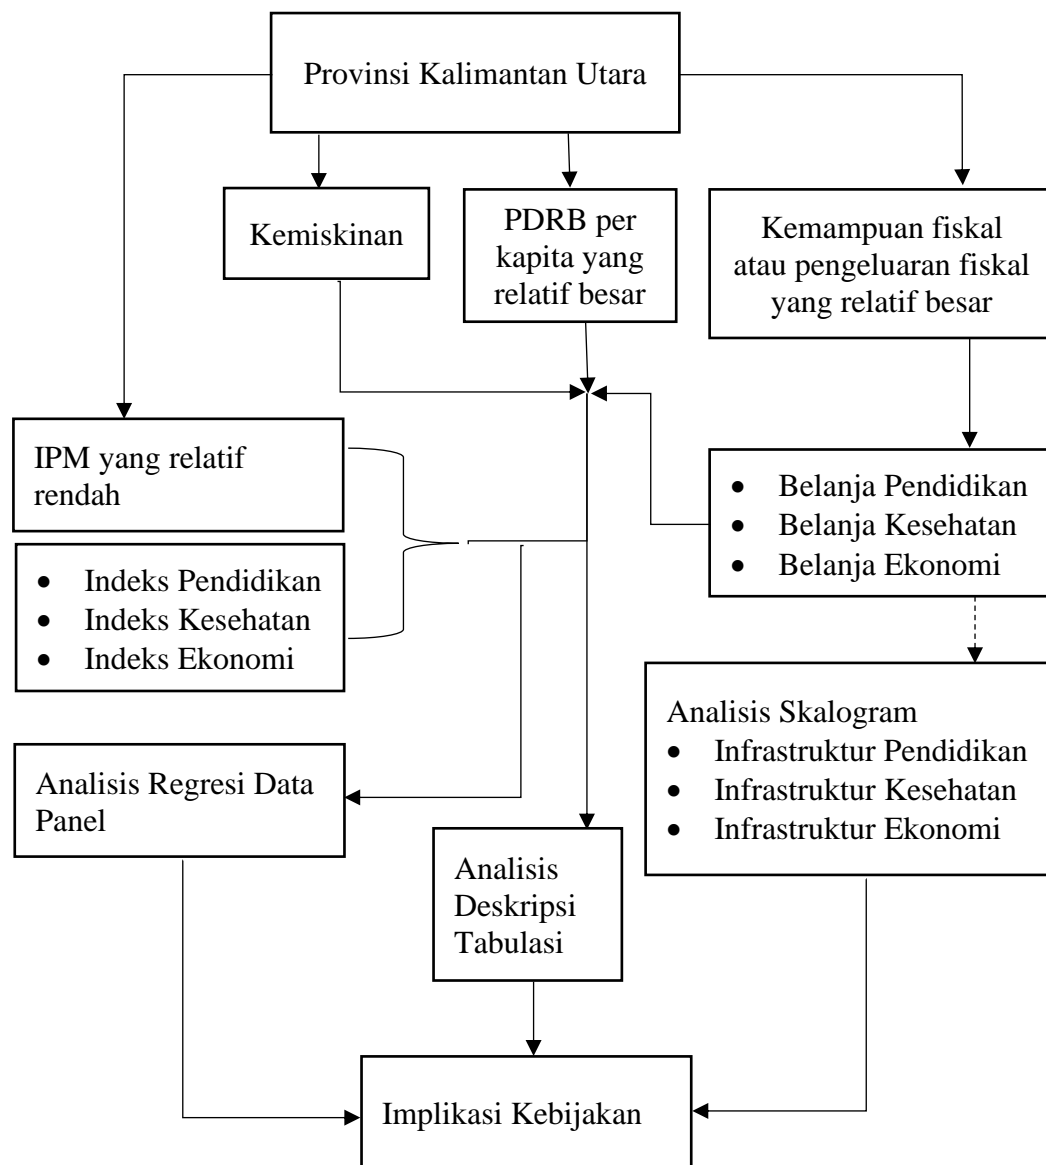 Provinsi Kalimantan Utara
Kemiskinan
PDRB per
kapita yang
relatif besar
Kemampuan fiskal
atau pengeluaran fiskal
yang relatif besar
IPM yang relatif
rendah
• Indeks Pendidikan
• Indeks Kesehatan
• Indeks Ekonomi
• Belanja Pendidikan
• Belanja Kesehatan
• Belanja Ekonomi
Analisis Skalogram
• Infrastruktur Pendidikan
• Infrastruktur Kesehatan
• Infrastruktur Ekonomi
Analisis Regresi Data
Panel
Analisis
Deskripsi
Tabulasi
Implikasi Kebijakan